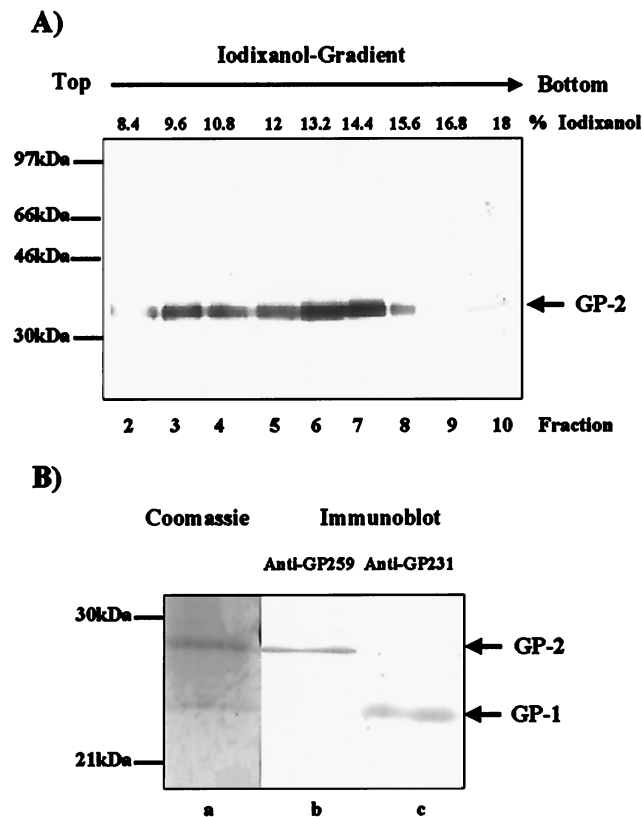 A)
Iodixanol-Gradient
Top Bottom
8.4 9.6 10.8 12 13.2 14.4 15.6 16.8 18 % Iodixanol
97kDa
66kDa
46kDa
GP-2
30kDa
2 3 4 5 6 7 8 9 10 Fraction
B)
Coomassie Immunoblot
Anti-GP259 Anti-GP231
30kDa
GP-2
GP-1
21kDa
a b c